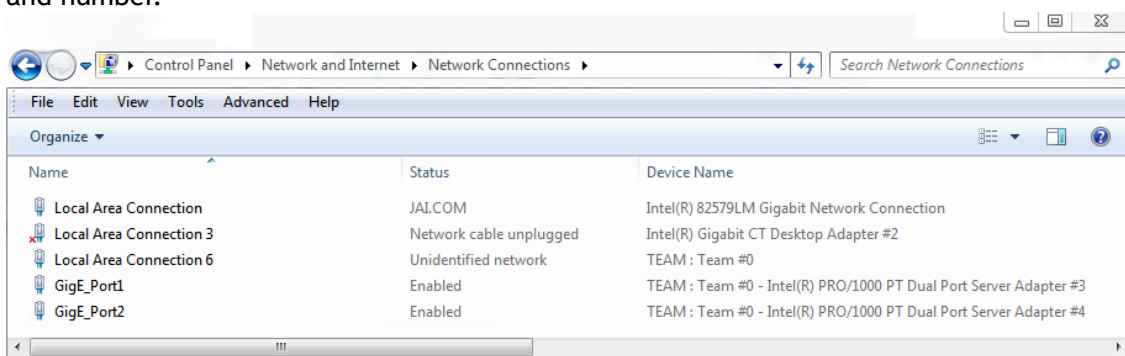 and number.
Control Panel Network and Internet Network Connections Search Network Connections
File Edit View Tools Advanced Help
Organize
Name Status Device Name
Local Area Connection JAI.COM Intel(R) 82579LM Gigabit Network Connection
Local Area Connection 3 Network cable unplugged Intel(R) Gigabit CT Desktop Adapter #2
Local Area Connection 6 Unidentified network TEAM : Team #0
GigE_Port1 Enabled TEAM : Team #0 - Intel(R) PRO/1000 PT Dual Port Server Adapter #3
GigE_Port2 Enabled TEAM : Team #0 - Intel(R) PRO/1000 PT Dual Port Server Adapter #4